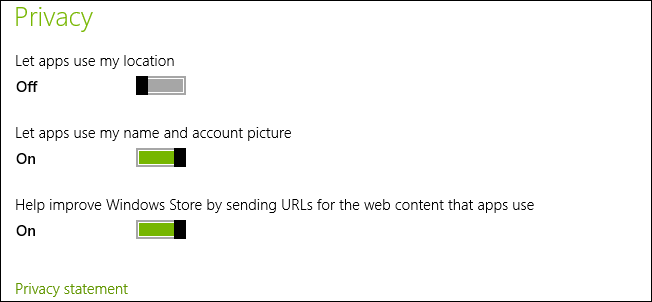 Privacy
Let apps use my location
Off
Let apps use my name and account picture
On
Help improve Windows Store by sending URLs for the web content that apps use
On
Privacy statement